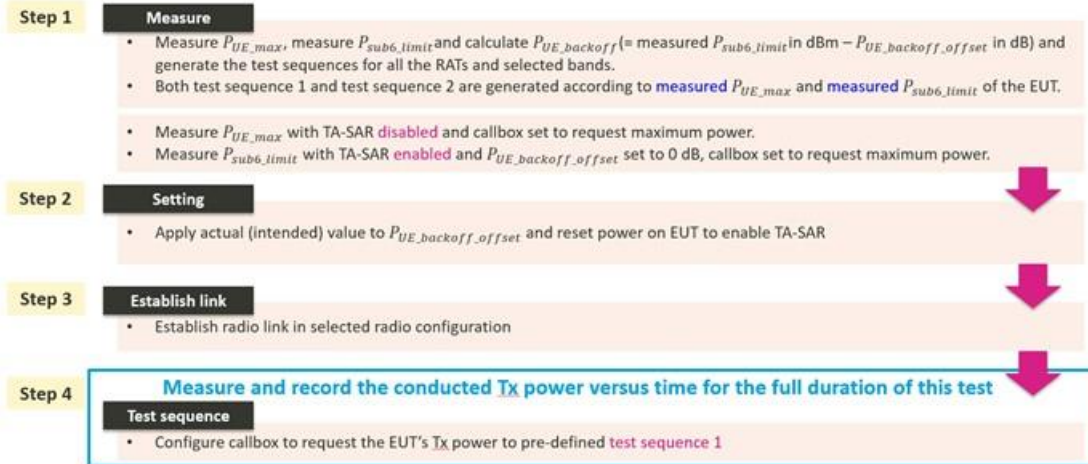 Step 1
Measure
• Measure P_UE_max, measure P_sub6_limit and calculate P_UE_backoff (= measured P_sub6_limit in dBm – P_UE_backoff_offset in dB) and
generate the test sequences for all the RATs and selected bands.
• Both test sequence 1 and test sequence 2 are generated according to measured P_UE_max and measured P_sub6_limit of the EUT.
• Measure P_UE_max with TA-SAR disabled and callbox set to request maximum power.
• Measure P_sub6_limit with TA-SAR enabled and P_UE_backoff_offset set to 0 dB, callbox set to request maximum power.
Step 2
Setting
• Apply actual (intended) value to P_UE_backoff_offset and reset power on EUT to enable TA-SAR
Step 3
Establish link
• Establish radio link in selected radio configuration
Step 4
Measure and record the conducted Tx power versus time for the full duration of this test
Test sequence
• Configure callbox to request the EUT's Tx power to pre-defined test sequence 1